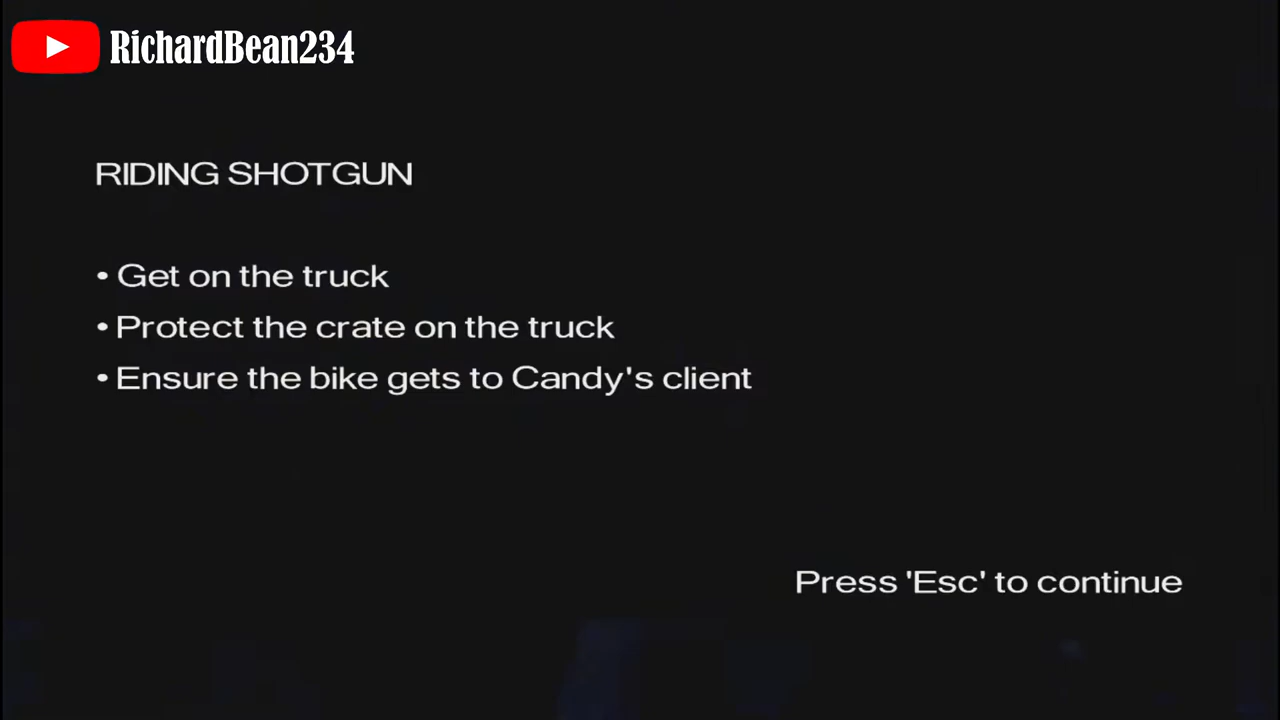 RichardBean234
RIDING SHOTGUN
• Get on the truck
• Protect the crate on the truck
• Ensure the bike gets to Candy's client
Press 'Esc' to continue